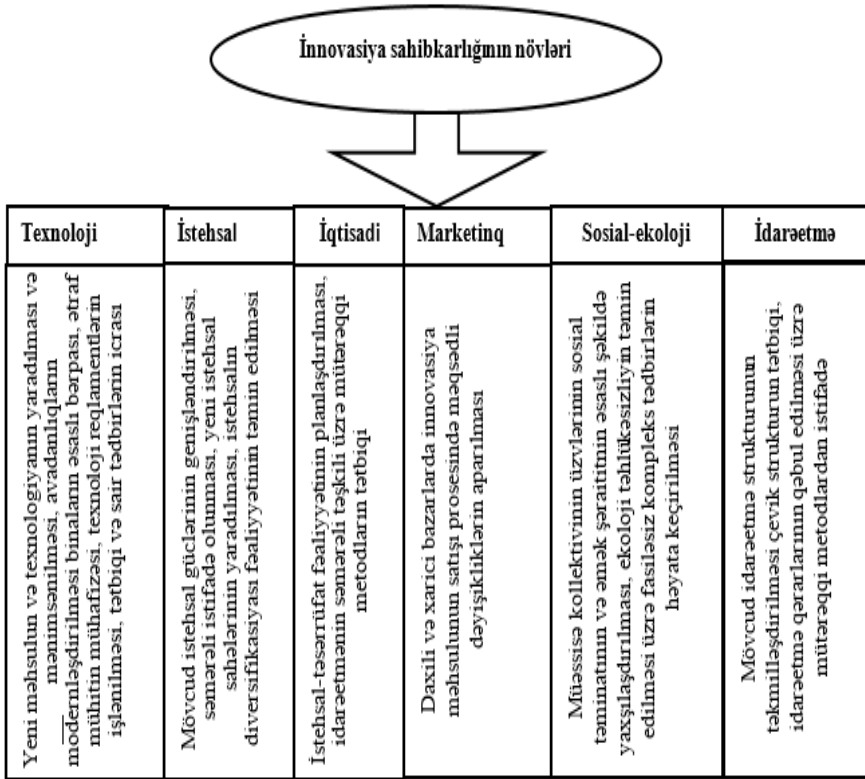 İnnovasiya sahibkarlığının növləri
Texnoloji
İstehsal
İqtisadi
Marketinq
Sosial-ekoloji
İdarəetmə
Yeni məhsulun və texnologiyanın yaradılması və
mənimsənilməsi, avadanlıqların
modernləşdirilməsi binaların əsaslı bərpası, ətraf
mühitin mühafizəsi, texnoloji reqlamentlərin
işlənilməsi, tətbiqi və sair tədbirlərin icrası
Mövcud istehsal güclərinin genişləndirilməsi,
səmərəli istifadə olunması, yeni istehsal
sahələrinin yaradılması, istehsalın
diversifikasiyası fəaliyyətinin təmin edilməsi
İstehsal-təsərrüfat fəaliyyətinin planlaşdırılması,
idarəetmənin səmərəli təşkili üzrə mütərəqqi
metodların tətbiqi
Daxili və xarici bazarlarda innovasiya
məhsulunun satışı prosesində məqsədli
dəyişikliklərin aparılması
Müəssisə kollektivinin üzvlərinin sosial
təminatının və əmək şəraititnin əsaslı şəkildə
yaxşılaşdırılması, ekoloji təhlükəsizliyin təmin
edilməsi üzrə fasiləsiz kompleks tədbirlərin
həyata keçirilməsi
Mövcud idarəetmə strukturunun
təkmilləşdirilməsi çevik strukturun tətbiqi,
idarəetmə qərarlarının qəbul edilməsi üzrə
mütərəqqi metodlardan istifadə